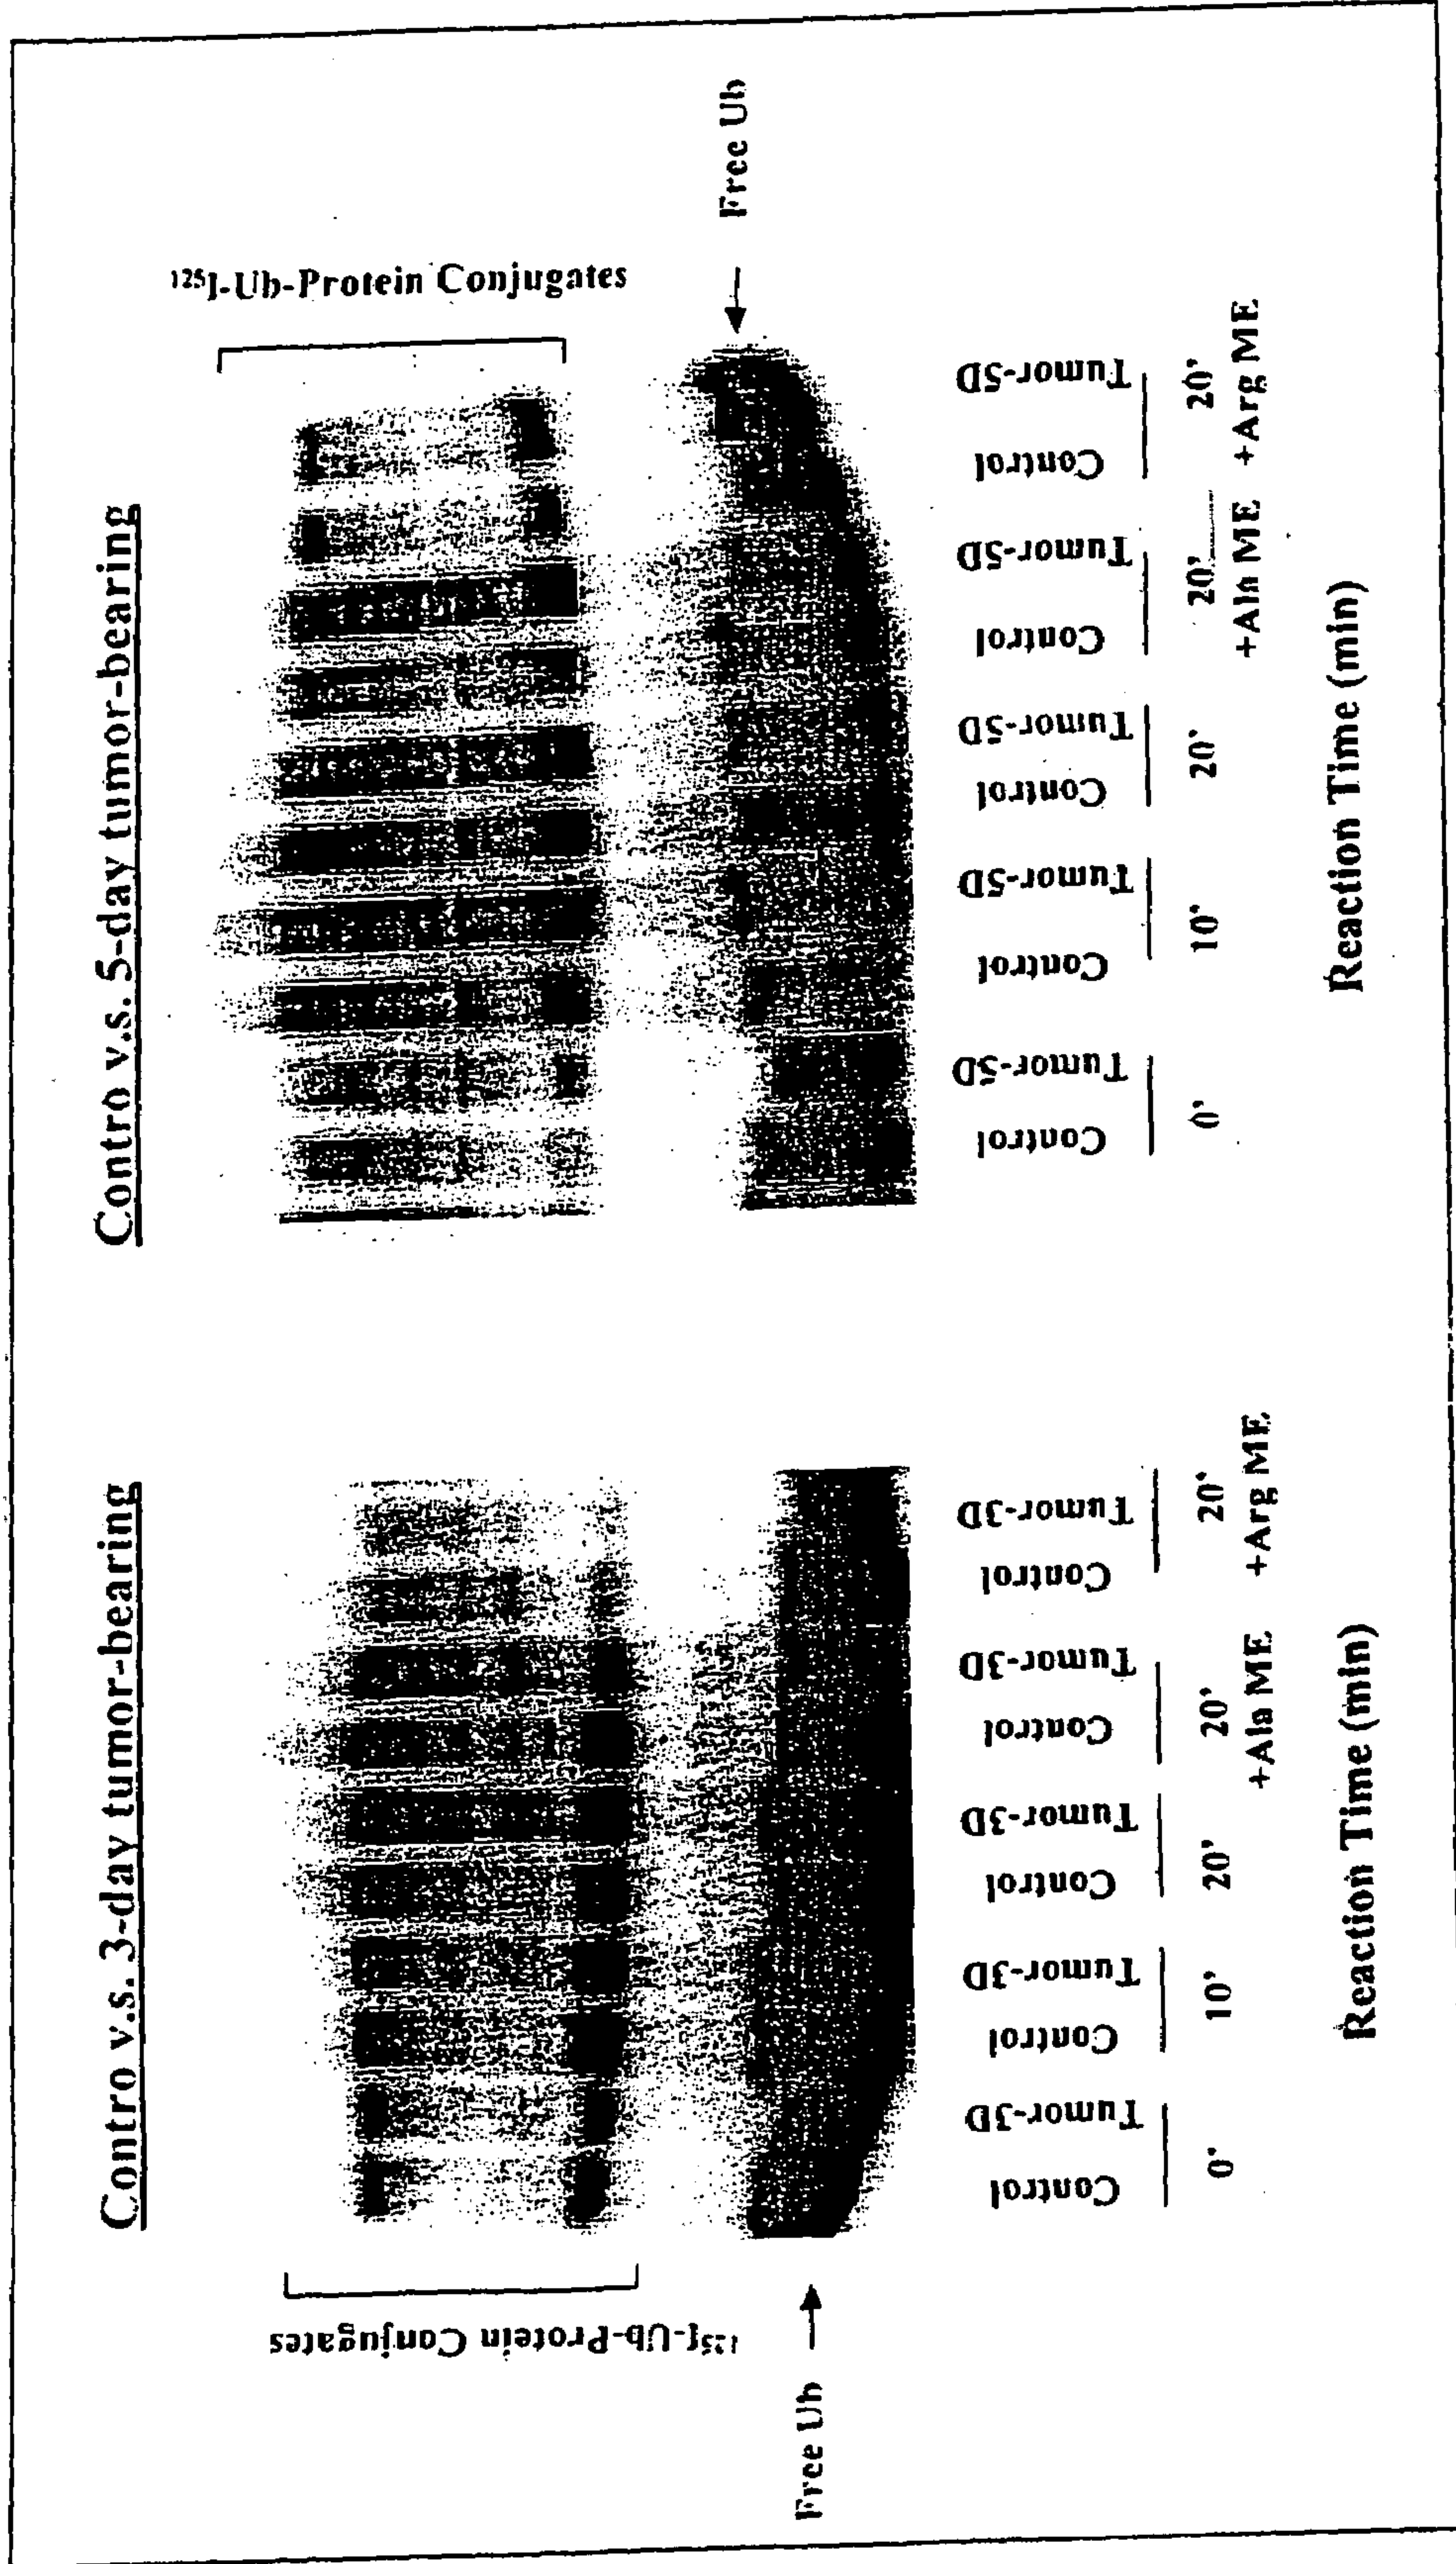 Contro v.s. 3-day tumor-bearing
¹²⁵I-Ub-Protein Conjugates
Free Ub
Control
Tumor-3D
Control
Tumor-3D
Control
Tumor-3D
Control
Tumor-3D
Control
Tumor-3D
0'
10'
20'
20'
20'
+Ala ME
+Arg ME
Reaction Time (min)
Contro v.s. 5-day tumor-bearing
¹²⁵I-Ub-Protein Conjugates
Free Ub
Control
Tumor-5D
Control
Tumor-5D
Control
Tumor-5D
Control
Tumor-5D
Control
Tumor-5D
0'
10'
20'
20'
20'
+Ala ME
+Arg ME
Reaction Time (min)